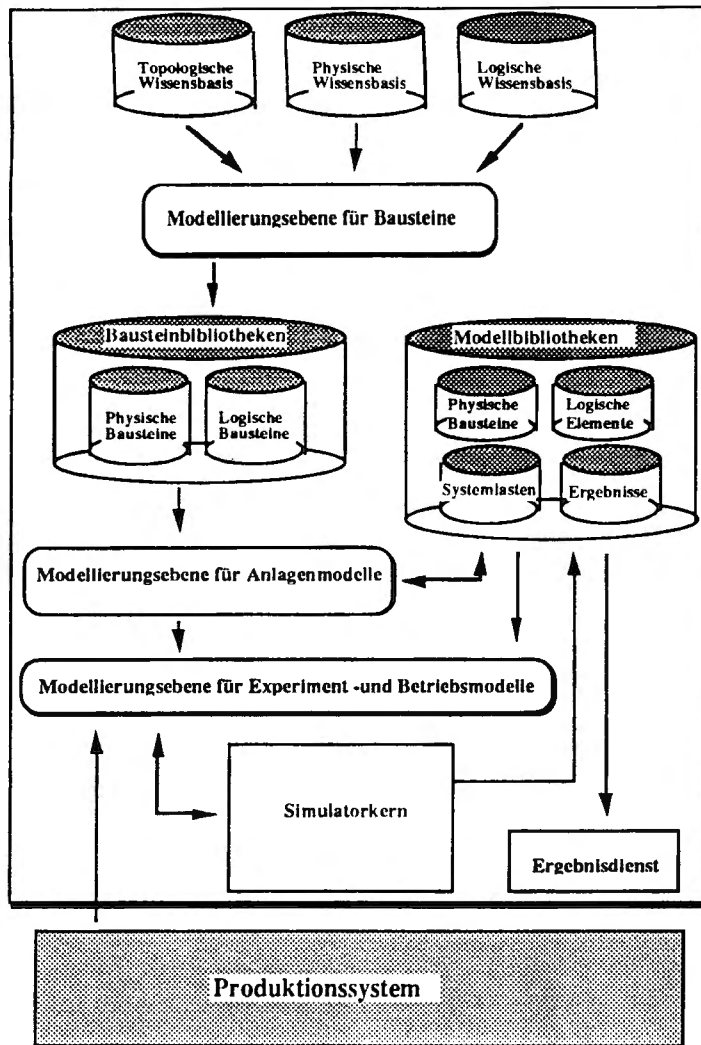 Topologische
Wissensbasis
Physische
Wissensbasis
Logische
Wissensbasis
Modellierungsebene für Bausteine
Bausteinbibliotheken
Physische
Bausteine
Logische
Bausteine
Modellbibliotheken
Physische
Bausteine
Logische
Elemente
Systemlasten
Ergebnisse
Modellierungsebene für Anlagenmodelle
Modellierungsebene für Experiment -und Betriebsmodelle
Simulatorkern
Ergebnisdienst
Produktionssystem